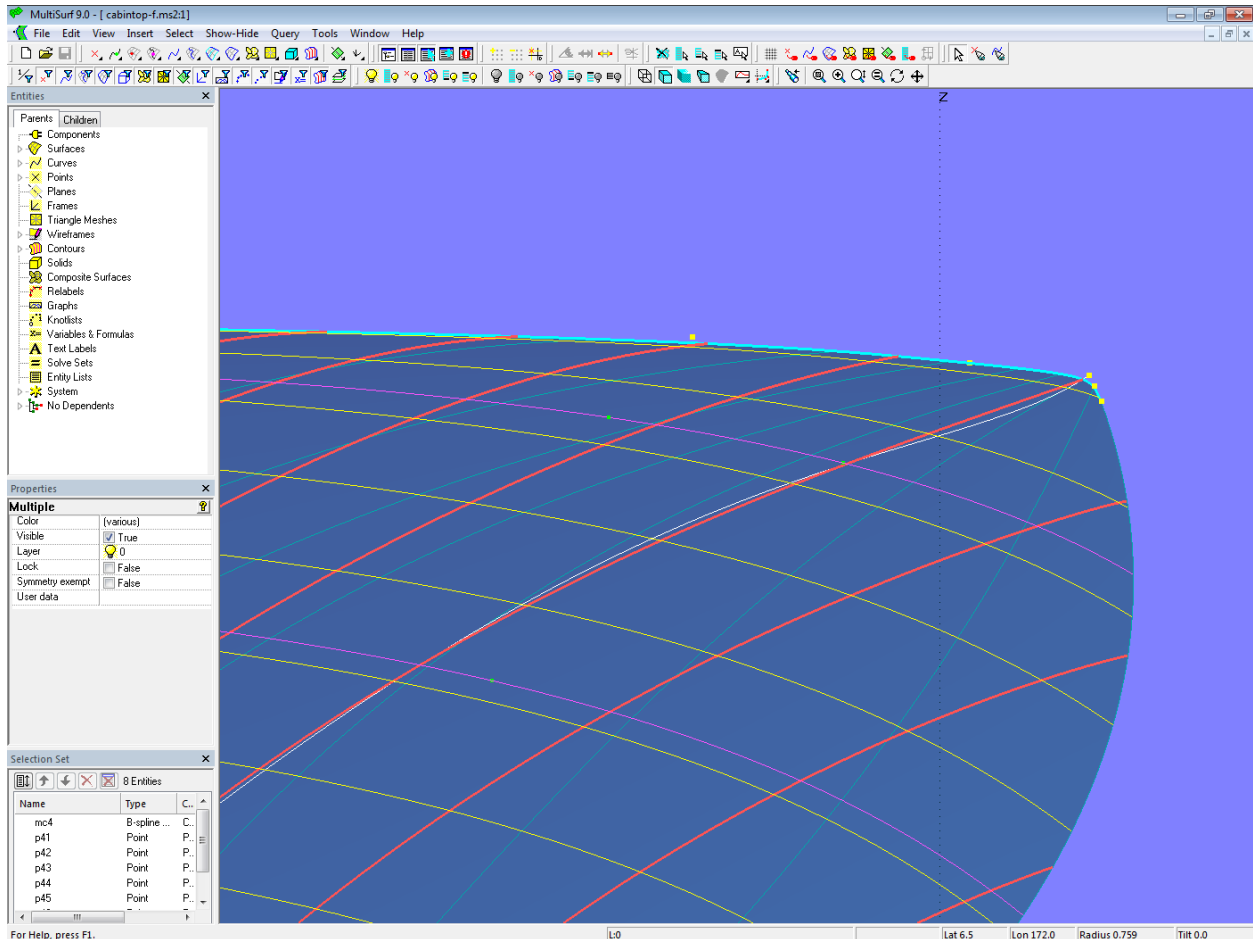 MultiSurf 9.0 - [ cabintop-f.ms2:1]
File Edit View Insert Select Show-Hide Query Tools Window Help
Entities
Parents Children
Components
Surfaces
Curves
Points
Planes
Frames
Triangle Meshes
Wireframes
Contours
Solids
Composite Surfaces
Relabels
Graphs
Knotlists
Variables & Formulas
Text Labels
Solve Sets
Entity Lists
System
No Dependents
Z
Properties
Multiple
Color (various)
Visible True
Layer 0
Lock False
Symmetry exempt False
User data
Selection Set
8 Entities
Name Type C..
mc4 B-spline ... C..
p41 Point P..
p42 Point P..
p43 Point P..
p44 Point P..
p45 Point P..
For Help, press F1. L:0 Lat 6.5 Lon 172.0 Radius 0.759 Tilt 0.0